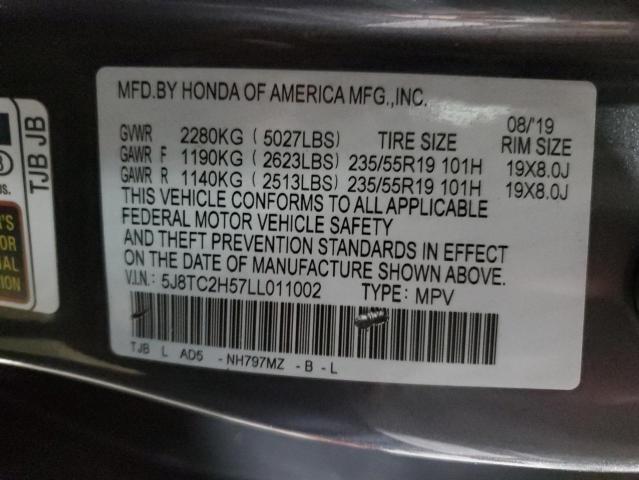 MFD.BY HONDA OF AMERICA MFG.,INC.
08/'19
GVWR 2280KG ( 5027LBS) TIRE SIZE RIM SIZE
GAWR F 1190KG ( 2623LBS) 235/55R19 101H 19X8.0J
GAWR R 1140KG ( 2513LBS) 235/55R19 101H 19X8.0J
THIS VEHICLE CONFORMS TO ALL APPLICABLE
FEDERAL MOTOR VEHICLE SAFETY
AND THEFT PREVENTION STANDARDS IN EFFECT
ON THE DATE OF MANUFACTURE SHOWN ABOVE.
V.I.N.: 5J8TC2H57LL011002 TYPE: MPV
TJB L AD5 -NH797MZ -B -L
TJB JB